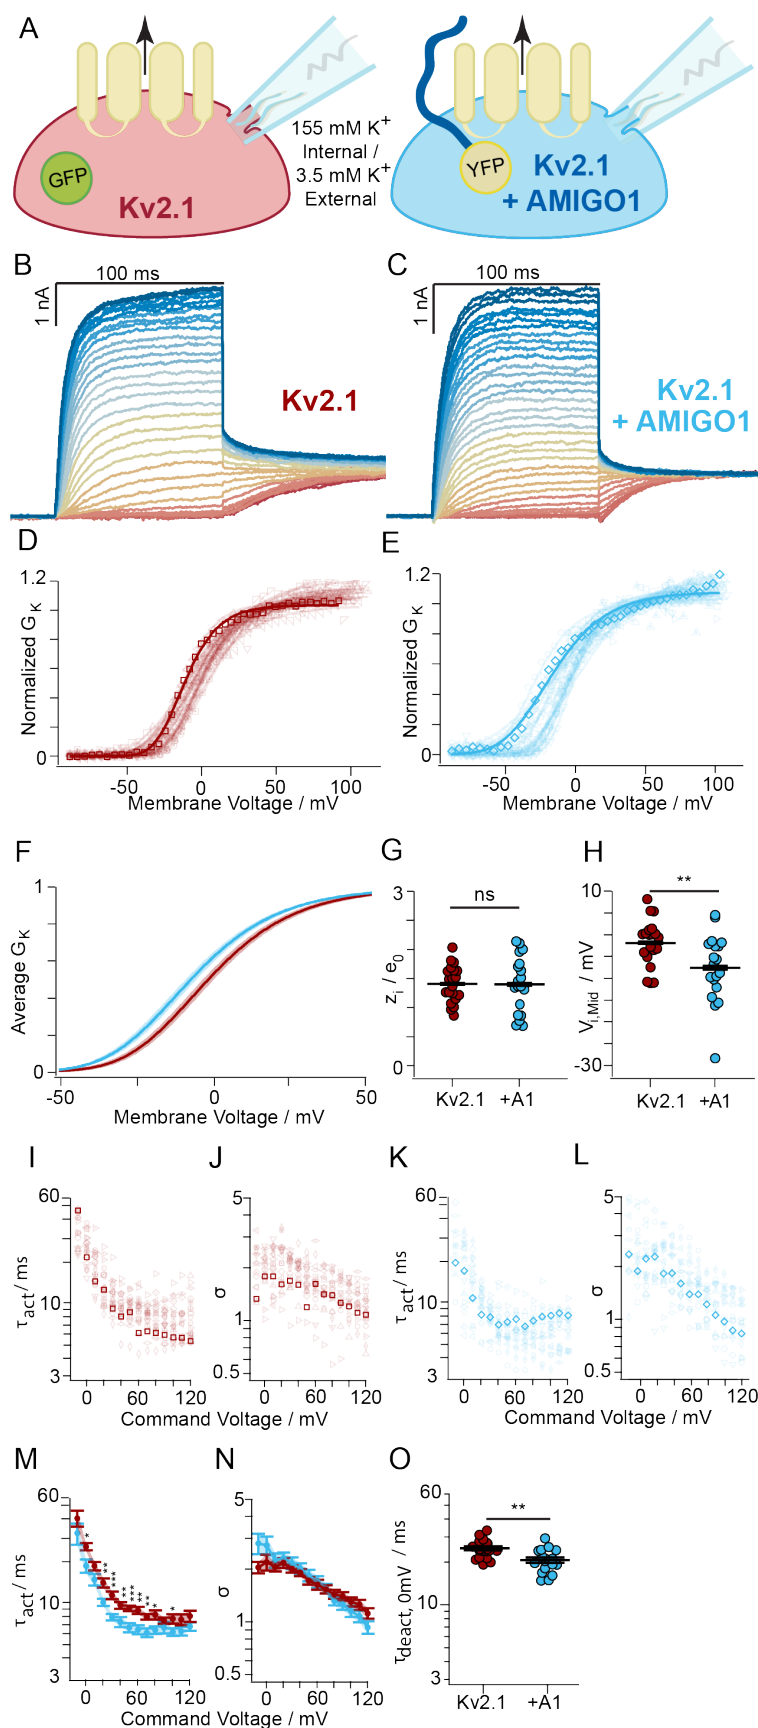 A
GFP
Kv2.1
155 mM K+
Internal /
3.5 mM K+
External
YFP
Kv2.1
+ AMIGO1
B
100 ms
1 nA
Kv2.1
C
100 ms
1 nA
Kv2.1
+ AMIGO1
D
1.2
0
Normalized GK
-50 0 50 100
Membrane Voltage / mV
E
1.2
0
Normalized GK
-50 0 50 100
Membrane Voltage / mV
F
1
0
Average GK
-50 0 50
Membrane Voltage / mV
G
3
0
zi / e0
ns
Kv2.1 +A1
H
10
-30
Vi,Mid / mV
**
Kv2.1 +A1
I
60
10
3
τact / ms
0 60 120
J
5
1
0.5
σ
0 60 120
Command Voltage / mV
K
60
10
3
τact / ms
0 60 120
L
5
1
0.5
σ
0 60 120
Command Voltage / mV
M
60
10
3
τact / ms
0 60 120
N
5
1
0.5
σ
0 60 120
Command Voltage / mV
O
60
10
3
τdeact, 0mV / ms
**
Kv2.1 +A1